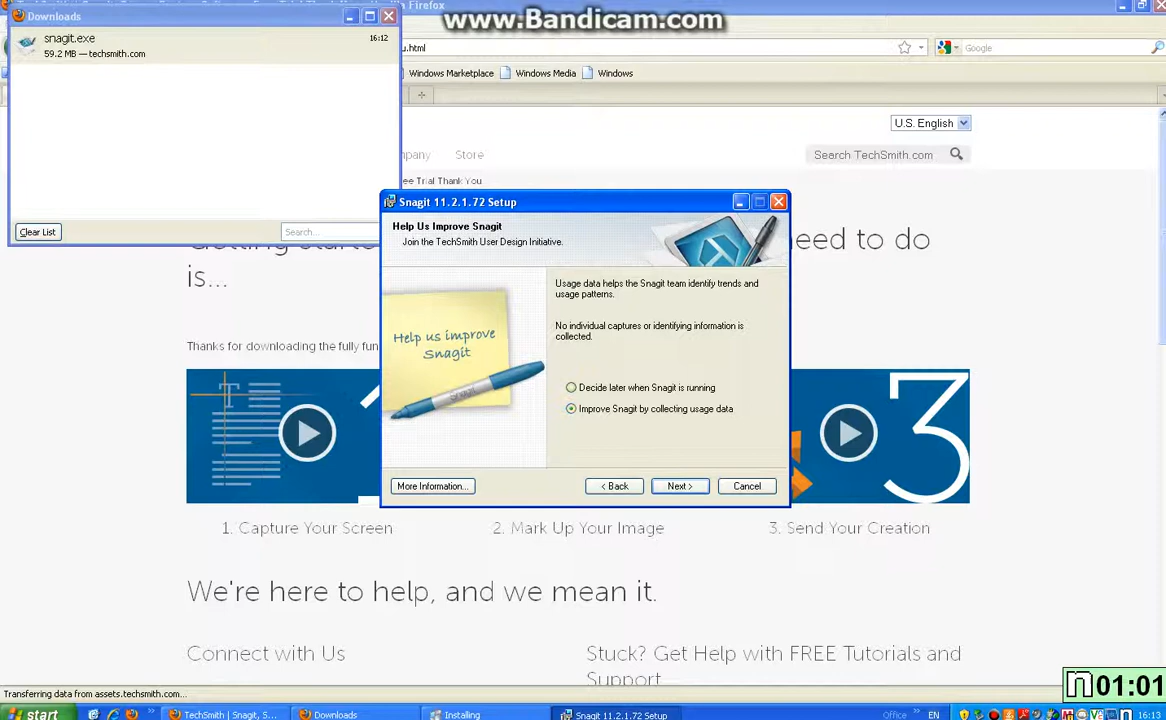 Downloads
Firefox
www.Bandicam.com
snagit.exe
16:12
59.2 MB — techsmith.com
u.html
Google
Windows Marketplace
Windows Media
Windows
U.S. English
mpany
Store
Search TechSmith.com
ree Trial Thank You
Clear List
Search...
Getting start
need to do
is...
Thanks for downloading the fully fun
Snagit 11.2.1.72 Setup
Help Us Improve Snagit
Join the TechSmith User Design Initiative.
Usage data helps the Snagit team identify trends and
usage patterns.
No individual captures or identifying information is
collected.
Help us improve
Snagit
Decide later when Snagit is running
Improve Snagit by collecting usage data
More Information...
< Back
Next >
Cancel
3
1. Capture Your Screen
2. Mark Up Your Image
3. Send Your Creation
We're here to help, and we mean it.
Connect with Us
Stuck? Get Help with FREE Tutorials and
Support
Transferring data from assets.techsmith.com...
n 01:01
start
TechSmith | Snagit, S...
Downloads
Installing
Snagit 11.2.1.72 Setup
Office
EN
16:13